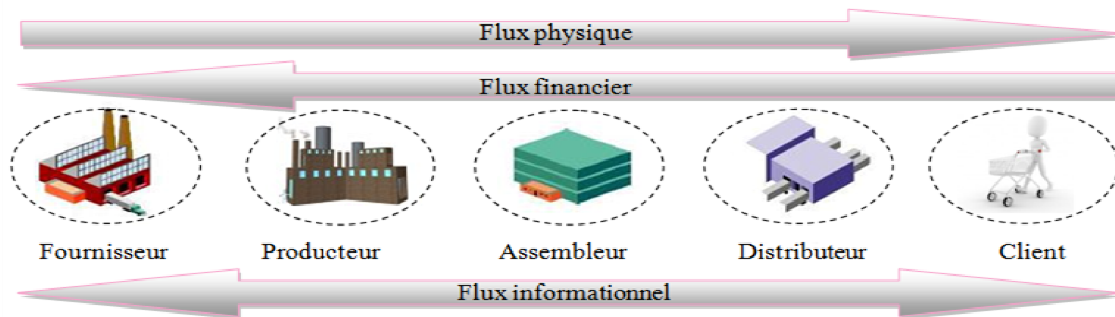 Flux physique
Flux financier
Fournisseur Producteur Assembleur Distributeur Client
Flux informationnel